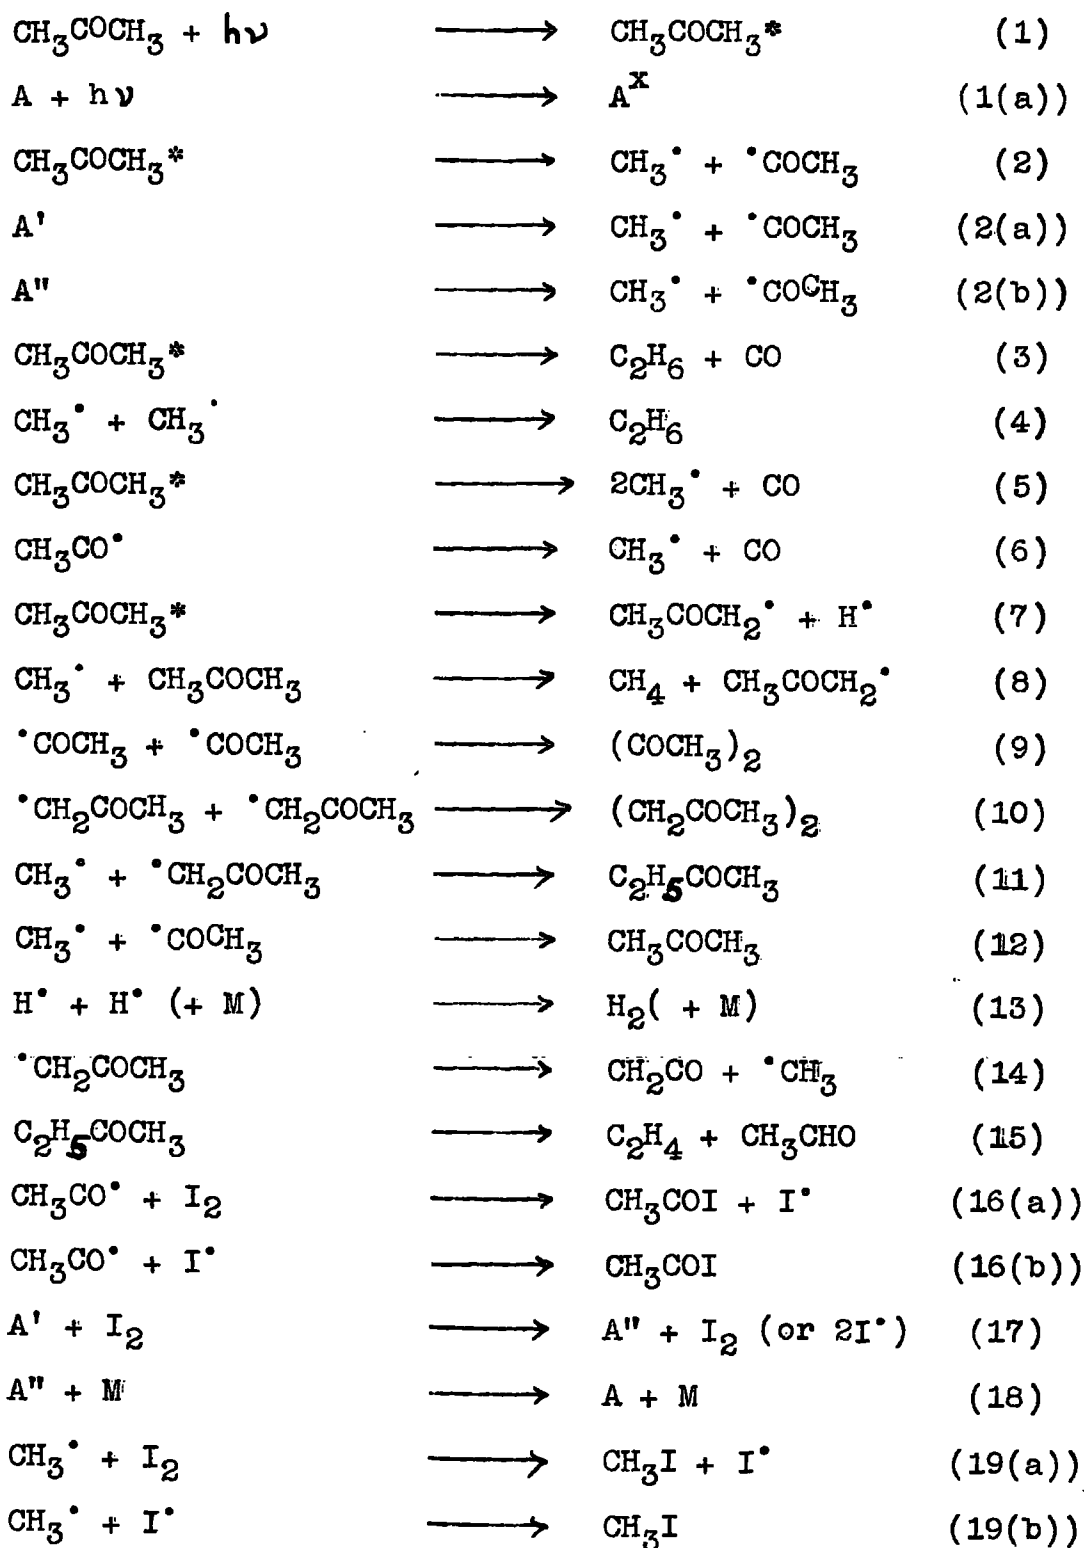 CH₃COCH₃ + hν ⟶ CH₃COCH₃* (1)
A + hν ⟶ Aˣ (1(a))
CH₃COCH₃* ⟶ CH₃• + •COCH₃ (2)
A' ⟶ CH₃• + •COCH₃ (2(a))
A" ⟶ CH₃• + •COCH₃ (2(b))
CH₃COCH₃* ⟶ C₂H₆ + CO (3)
CH₃• + CH₃• ⟶ C₂H₆ (4)
CH₃COCH₃* ⟶ 2CH₃• + CO (5)
CH₃CO• ⟶ CH₃• + CO (6)
CH₃COCH₃* ⟶ CH₃COCH₂• + H• (7)
CH₃• + CH₃COCH₃ ⟶ CH₄ + CH₃COCH₂• (8)
•COCH₃ + •COCH₃ ⟶ (COCH₃)₂ (9)
•CH₂COCH₃ + •CH₂COCH₃ ⟶ (CH₂COCH₃)₂ (10)
CH₃• + •CH₂COCH₃ ⟶ C₂H₅COCH₃ (11)
CH₃• + •COCH₃ ⟶ CH₃COCH₃ (12)
H• + H• (+ M) ⟶ H₂( + M) (13)
•CH₂COCH₃ ⟶ CH₂CO + •CH₃ (14)
C₂H₅COCH₃ ⟶ C₂H₄ + CH₃CHO (15)
CH₃CO• + I₂ ⟶ CH₃COI + I• (16(a))
CH₃CO• + I• ⟶ CH₃COI (16(b))
A' + I₂ ⟶ A" + I₂ (or 2I•) (17)
A" + M ⟶ A + M (18)
CH₃• + I₂ ⟶ CH₃I + I• (19(a))
CH₃• + I• ⟶ CH₃I (19(b))